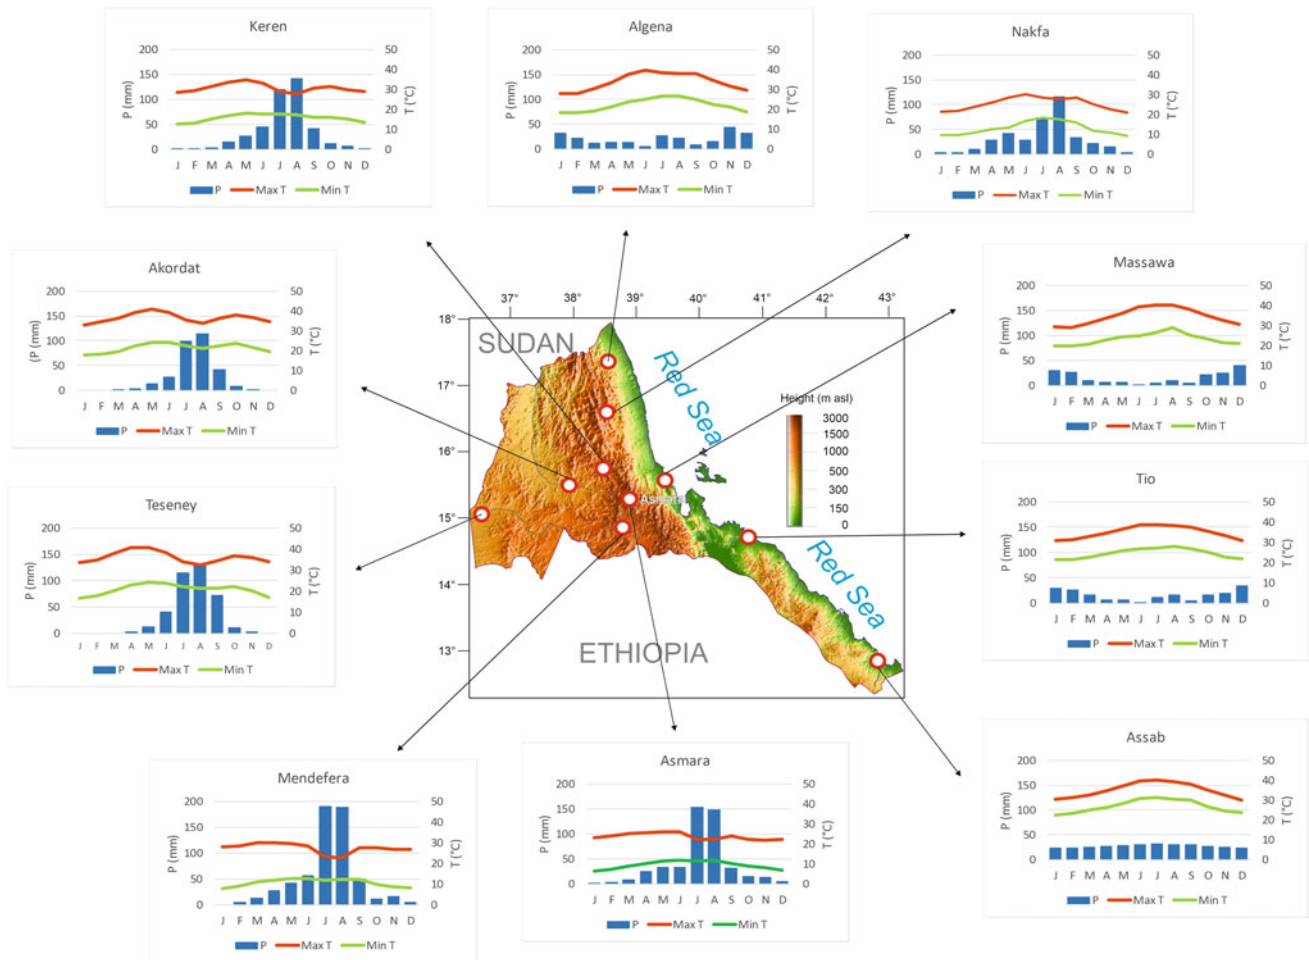 Keren
200
150
100
50
0
P (mm)
50
40
30
20
10
0
T (°C)
J F M A M J J A S O N D
P Max T Min T
Algena
200
150
100
50
0
P (mm)
50
40
30
20
10
0
T (°C)
J F M A M J J A S O N D
P Max T Min T
Nakfa
200
150
100
50
0
P (mm)
50
40
30
20
10
0
T (°C)
J F M A M J J A S O N D
P Max T Min T
Akordat
200
150
100
50
0
(P (mm)
50
40
30
20
10
0
T (°C)
J F M A M J J A S O N D
P Max T Min T
Massawa
200
150
100
50
0
P (mm)
50
40
30
20
10
0
T (°C)
J F M A M J J A S O N D
P Max T Min T
37° 38° 39° 40° 41° 42° 43°
18°
17°
16°
15°
14°
13°
SUDAN
Red Sea
Height (m asl)
3000
1500
1000
500
300
150
0
Asmara
Red Sea
ETHIOPIA
Teseney
200
150
100
50
0
P (mm)
50
40
30
20
10
0
T (°C)
J F M A M J J A S O N D
P Max T Min T
Tio
200
150
100
50
0
P (mm)
50
40
30
20
10
0
T (°C)
J F M A M J J A S O N D
P Max T Min T
Mendefera
200
150
100
50
0
P (mm)
50
40
30
20
10
0
T (°C)
J F M A M J J A S O N D
P Max T Min T
Asmara
200
150
100
50
0
P (mm)
50
40
30
20
10
0
T (°C)
J F M A M J J A S O N D
P Max T Min T
Assab
200
150
100
50
0
P (mm)
50
40
30
20
10
0
T (°C)
J F M A M J J A S O N D
P Max T Min T